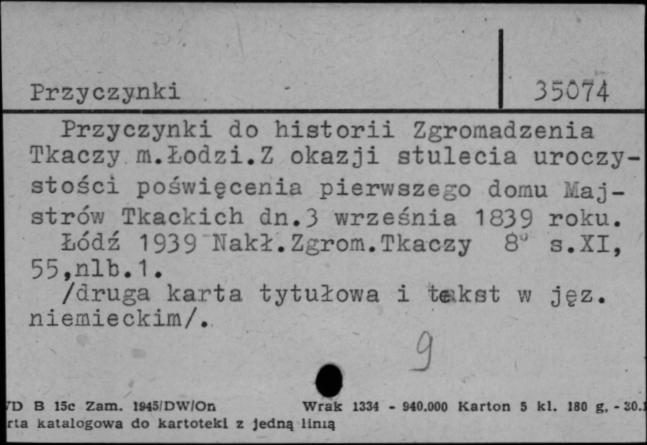 Przyczynki
35074
Przyczynki do historii Zgromadzenia
Tkaczy m.Łodzi.Z okazji stulecia uroczy-
stości poświęcenia pierwszego domu Maj-
strów Tkackich dn.3 września 1839 roku.
Łódź 1939 Nakł.Zgrom.Tkaczy 8° s.XI,
55,nlb.1.
/druga karta tytułowa i tekst w jęz.
niemieckim/.
9
B 15c Zam. 1945/DW/On Wrak 1334 - 940.000 Karton 5 kl. 180 g. - 30.
rta katalogowa do kartoteki z jedną linią